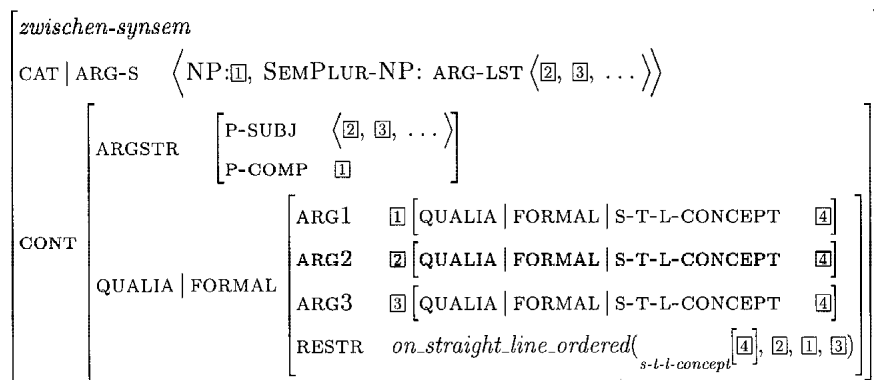 zwischen-synsem
CAT | ARG-S ⟨NP:[1], SEMPLUR-NP: ARG-LST ⟨[2], [3], ...⟩⟩
ARGSTR P-SUBJ ⟨[2], [3], ...⟩
P-COMP [1]
CONT
QUALIA | FORMAL
ARG1 [1] [QUALIA | FORMAL | S-T-L-CONCEPT [4]]
ARG2 [2] [QUALIA | FORMAL | S-T-L-CONCEPT [4]]
ARG3 [3] [QUALIA | FORMAL | S-T-L-CONCEPT [4]]
RESTR on_straight_line_ordered( s-t-l-concept [4], [2], [1], [3])